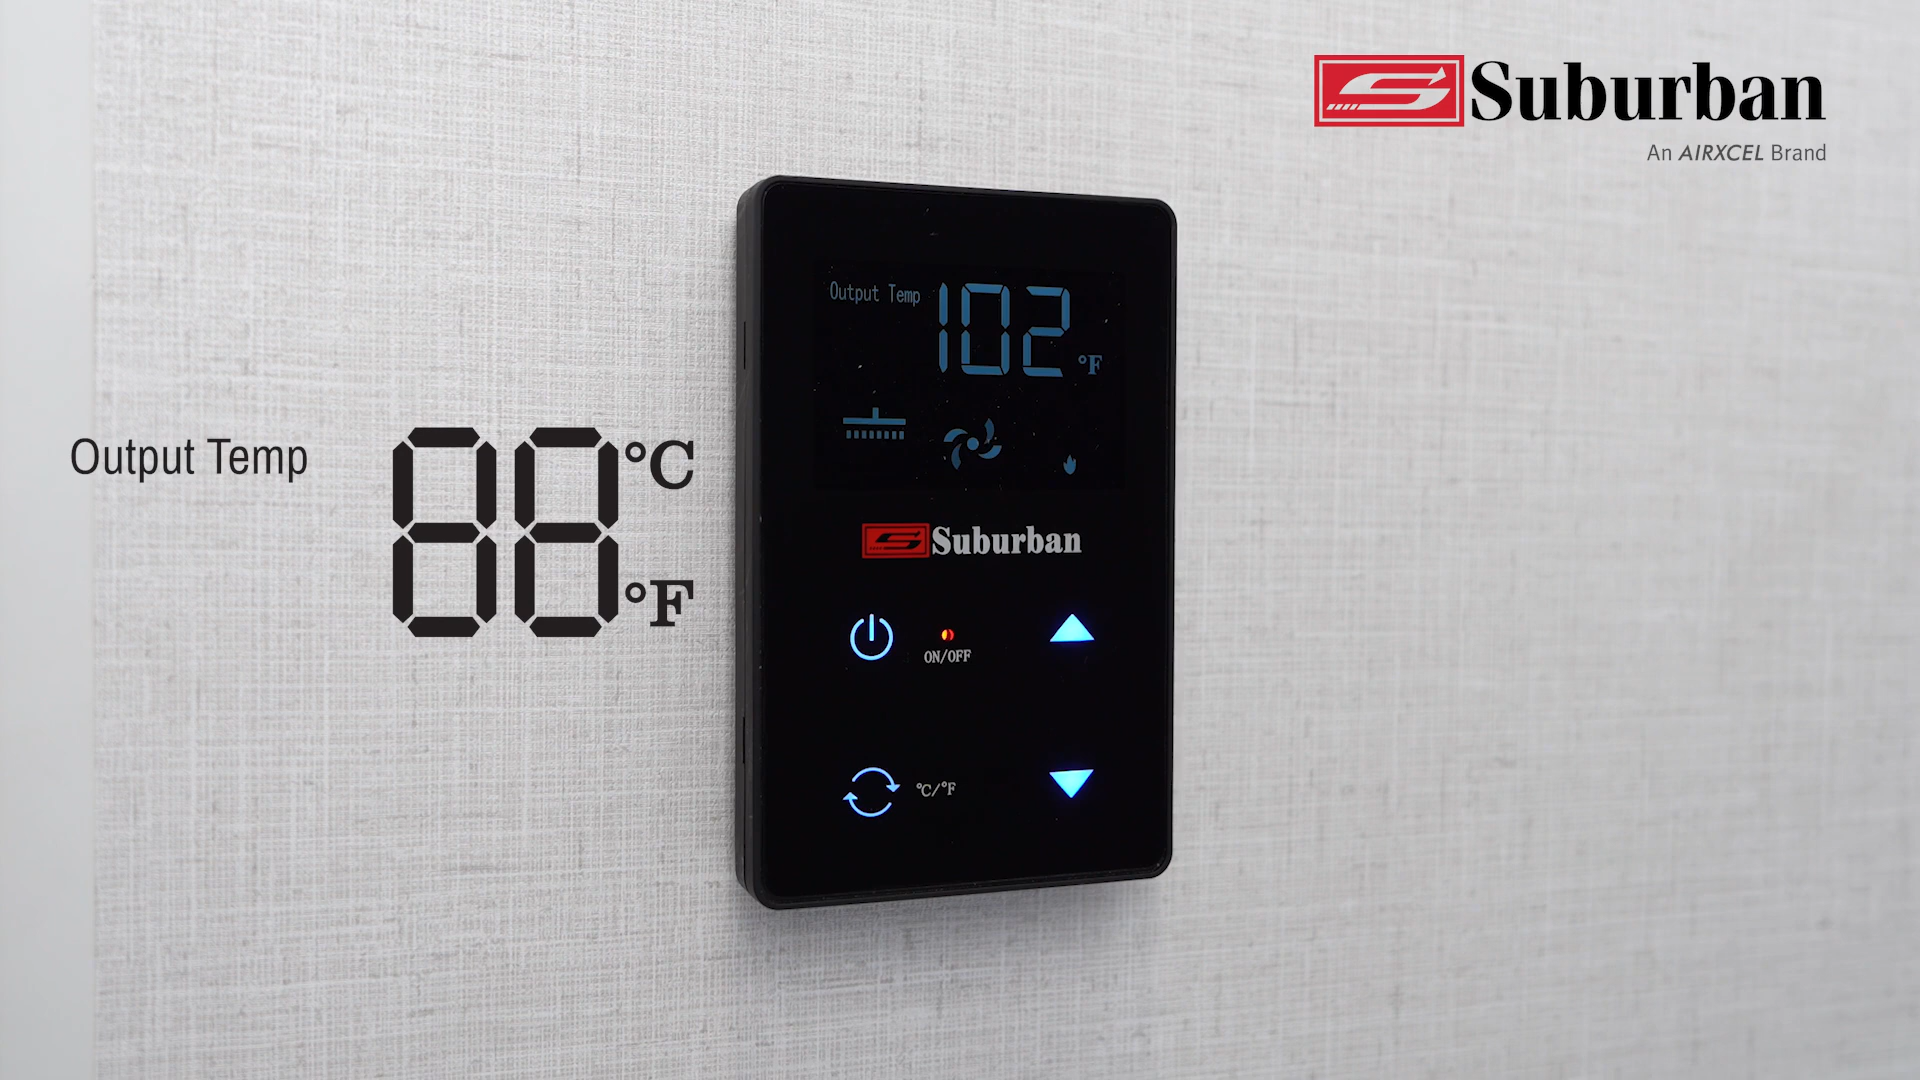 Suburban
An AIRXCEL Brand
Output Temp 102 °F
Output Temp 88 °C
°F
Suburban
ON/OFF
°C/°F